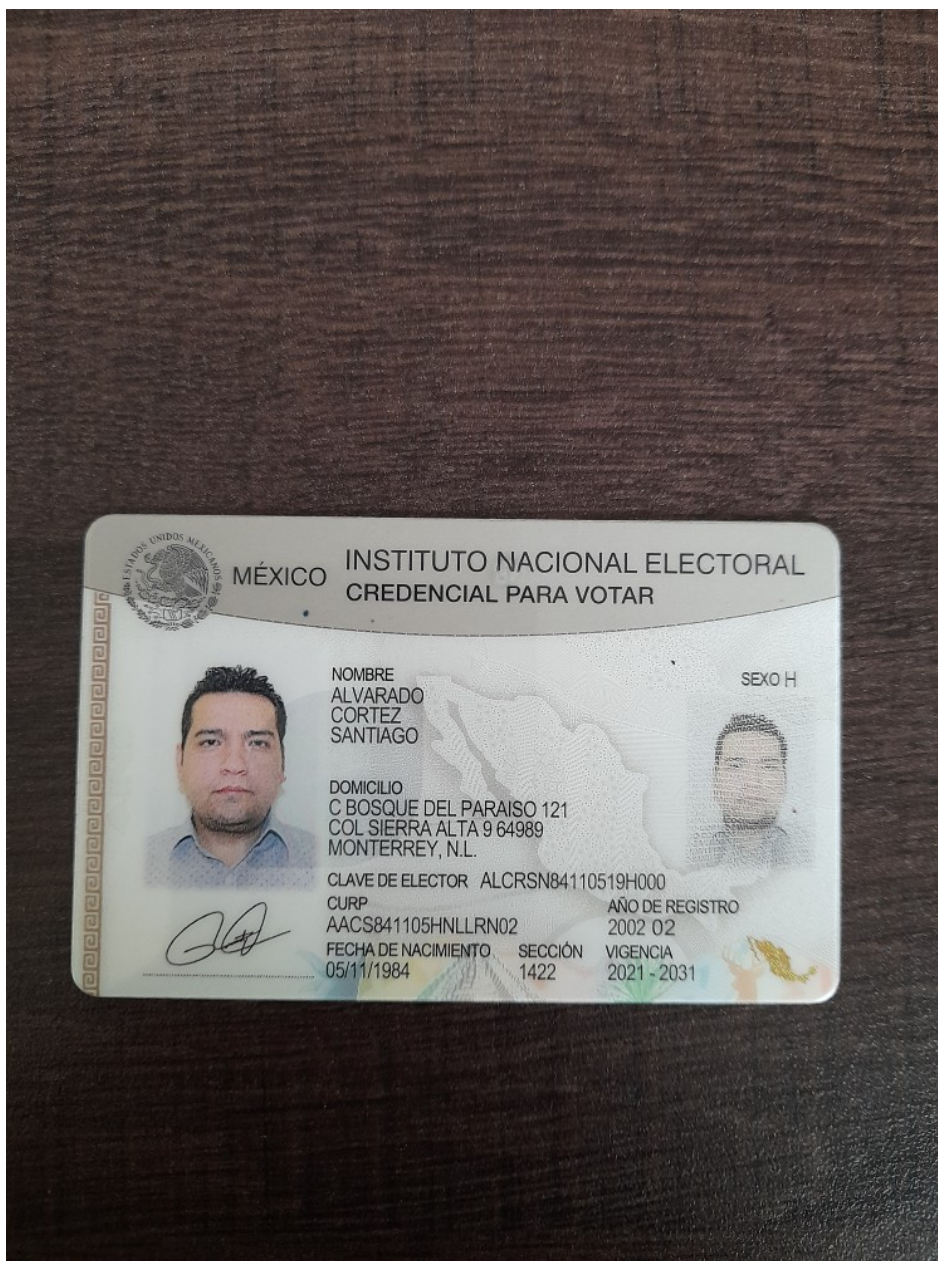 ESTADOS UNIDOS MEXICANOS
MÉXICO
INSTITUTO NACIONAL ELECTORAL
CREDENCIAL PARA VOTAR
NOMBRE
ALVARADO
CORTEZ
SANTIAGO
SEXO H
DOMICILIO
C BOSQUE DEL PARAISO 121
COL SIERRA ALTA 9 64989
MONTERREY, N.L.
CLAVE DE ELECTOR ALCRSN84110519H000
CURP
AACS841105HNLLRN02
AÑO DE REGISTRO
2002 02
FECHA DE NACIMIENTO
05/11/1984
SECCIÓN
1422
VIGENCIA
2021 - 2031